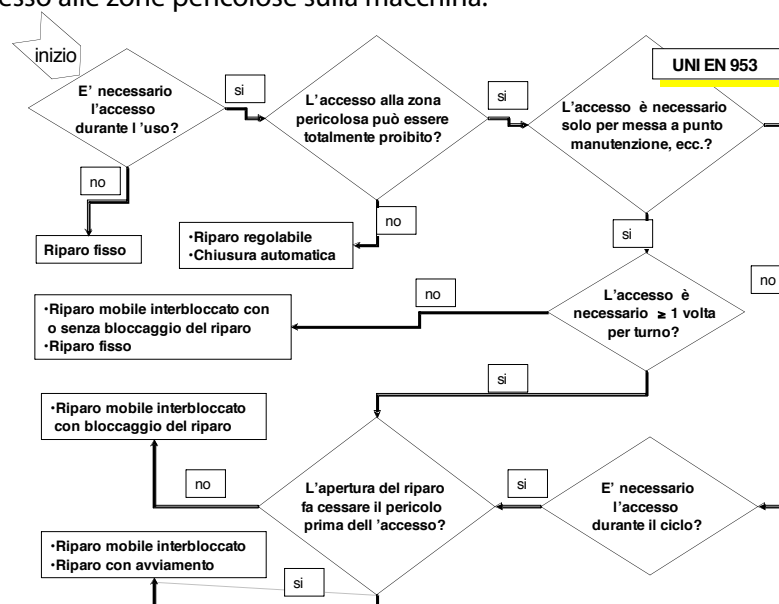 esso alle zone pericolose sulla macchina.
inizio
UNI EN 953
E' necessario
l'accesso
durante l 'uso?
si
L'accesso alla zona
pericolosa può essere
totalmente proibito?
si
L'accesso è necessario
solo per messa a punto
manutenzione, ecc.?
no
Riparo fisso
no
•Riparo regolabile
•Chiusura automatica
si
no
L'accesso è
necessario ≥ 1 volta
per turno?
no
•Riparo mobile interbloccato con
o senza bloccaggio del riparo
•Riparo fisso
si
•Riparo mobile interbloccato
con bloccaggio del riparo
no
L'apertura del riparo
fa cessare il pericolo
prima dell 'accesso?
si
E' necessario
l'accesso
durante il ciclo?
•Riparo mobile interbloccato
•Riparo con avviamento
si